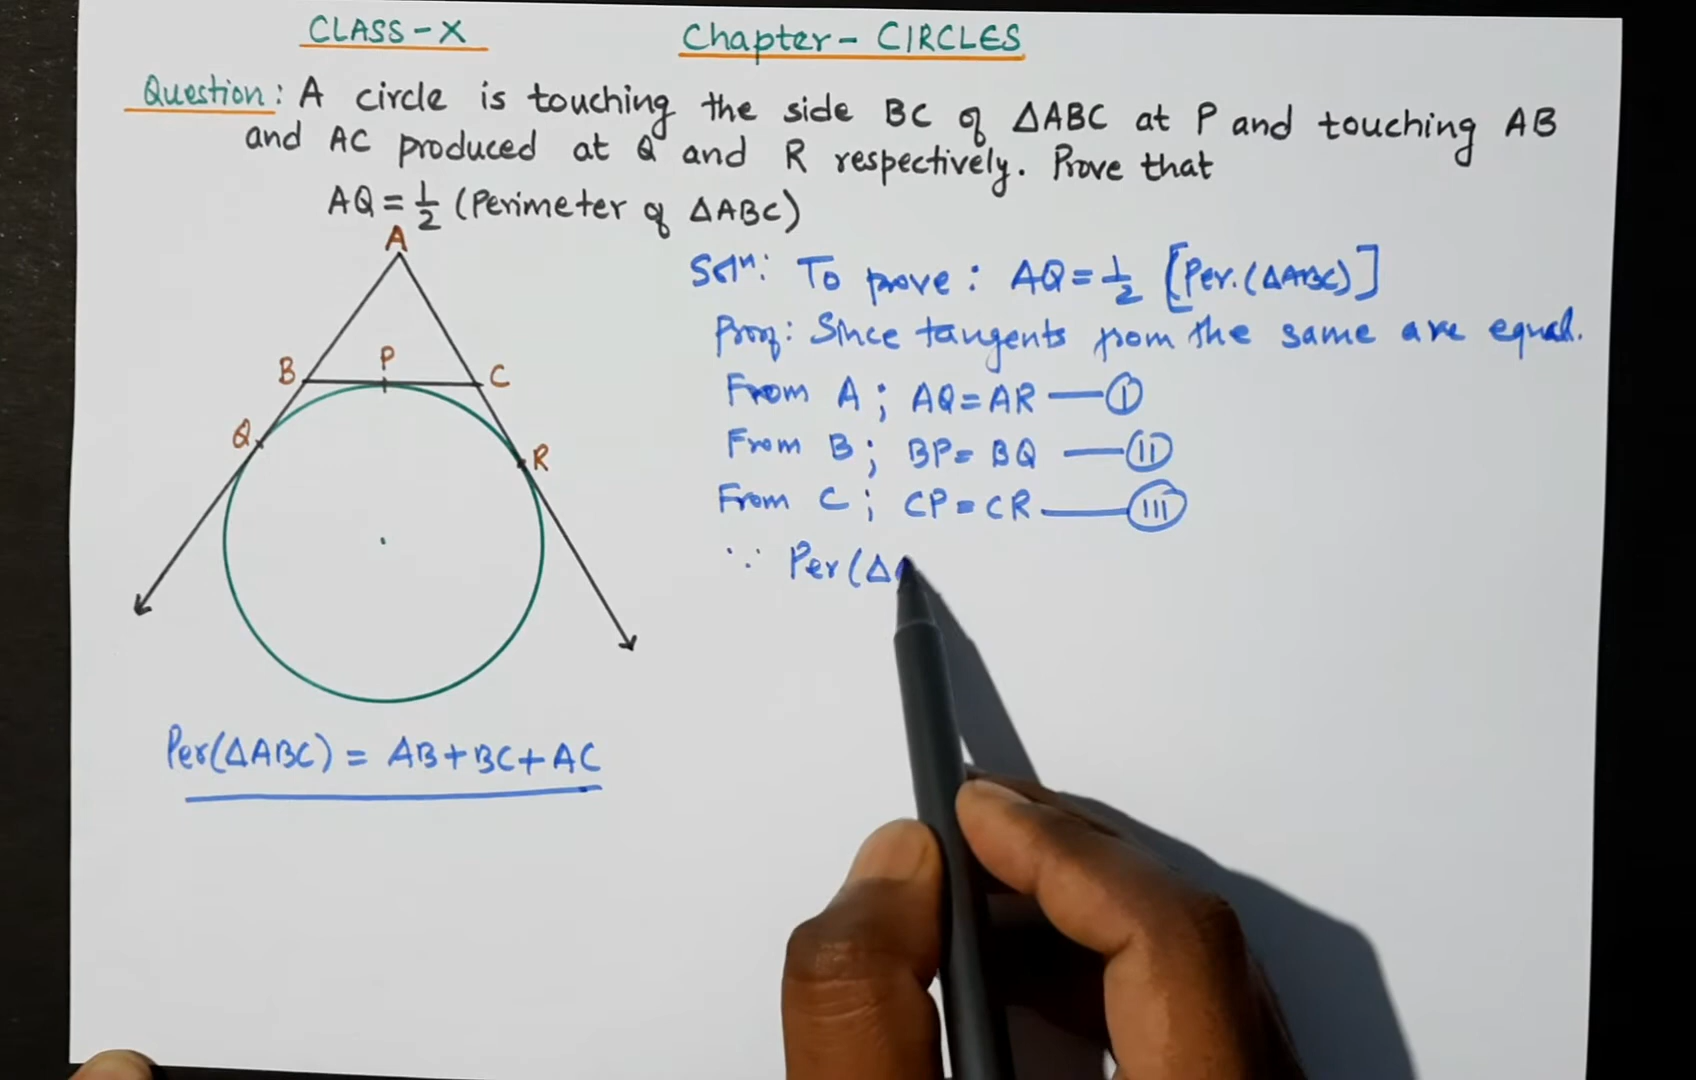 CLASS-X
Chapter- CIRCLES
Question: A circle is touching the side BC of ΔABC at P and touching AB
and AC produced at Q and R respectively. Prove that
AQ = 1/2 (Perimeter of ΔABC)
A
B
P
C
Q
R
Per(ΔABC) = AB+BC+AC
Solⁿ: To prove: AQ = 1/2 [Per.(ΔABC)]
Proof: Since tangents from the same are equal.
From A; AQ = AR — I
From B; BP = BQ — II
From C; CP = CR — III
∵ Per(Δ